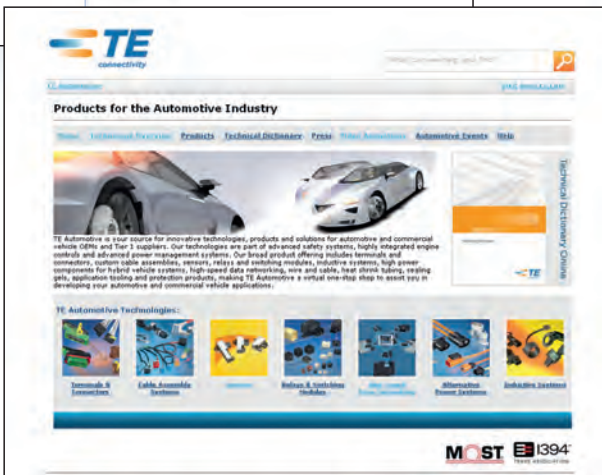 TE
connectivity
Products for the Automotive Industry
Home Technology Overview Products Technical Dictionary Press Automotive Events Help
TE Automotive is your source for innovative technologies, products and solutions for automotive and commercial
vehicle OEMs and Tier 1 suppliers. Our technologies are part of advanced safety systems, highly integrated engine
controls and advanced power management systems. Our broad product offering includes terminals and
connectors, custom cable assemblies, sensors, relays and switching modules, inductive systems, high power
components for hybrid vehicle systems, high-speed data networking, wire and cable, heat shrink tubing, sealing
gels, application tooling and protection products, making TE Automotive a virtual one-stop shop to assist you in
developing your automotive and commercial vehicle applications.
Technical Dictionary Online
TE
TE Automotive Technologies:
Terminals &
Connectors
Cable Assembly
Systems
Sensors
Relays & Switching
Modules
Alternative
Power Systems
Inductive Systems
MOST
1394
TRADE ASSOCIATION